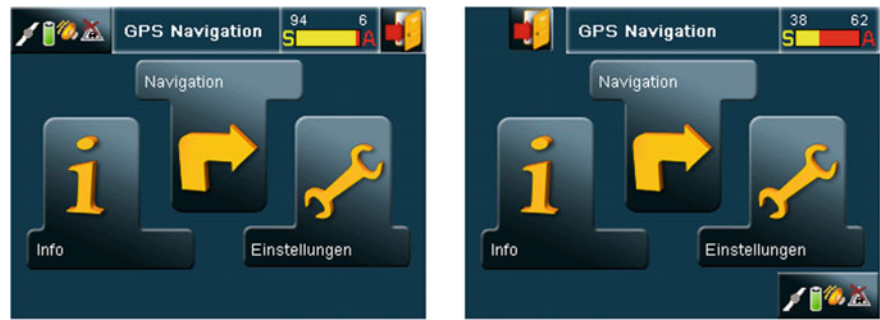 GPS Navigation
94 6
S A
Navigation
Info
Einstellungen
GPS Navigation
38 62
S A
Navigation
Info
Einstellungen